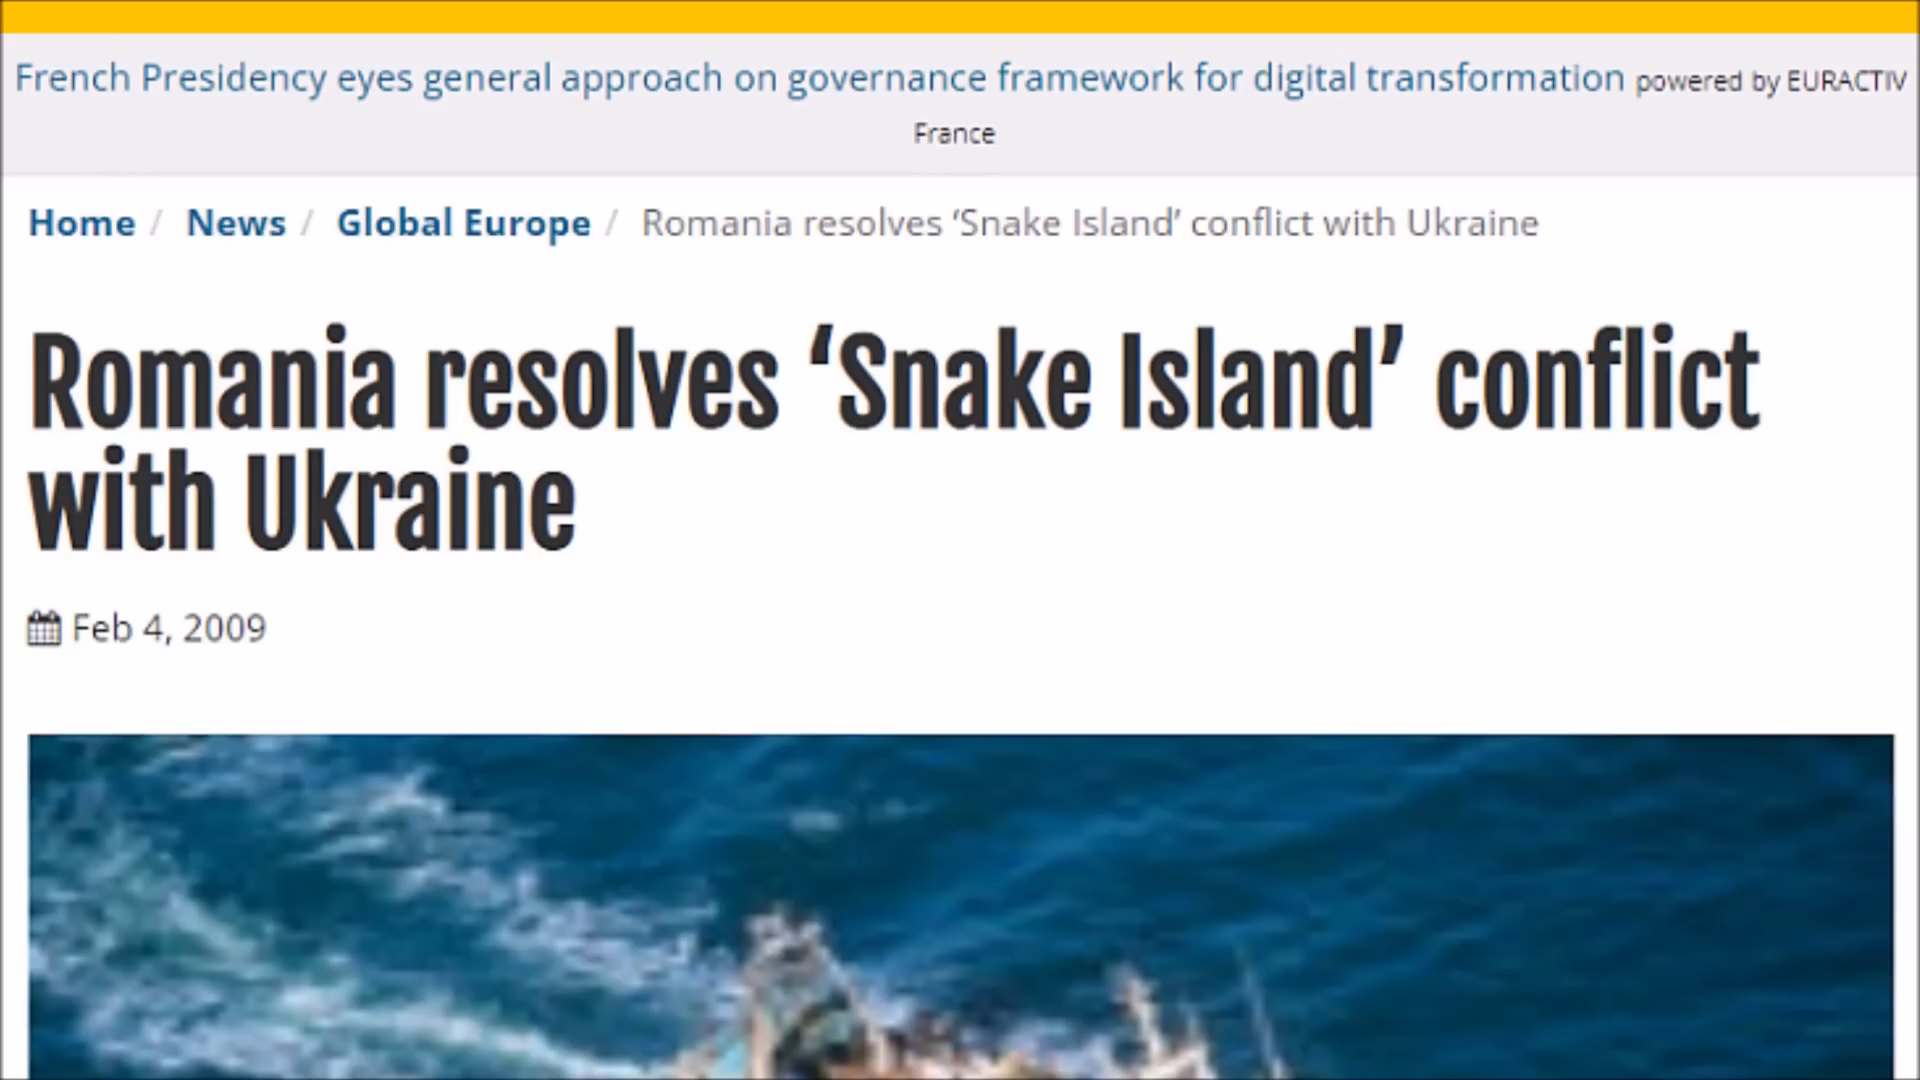 French Presidency eyes general approach on governance framework for digital transformation powered by EURACTIV
France
Home / News / Global Europe / Romania resolves ‘Snake Island’ conflict with Ukraine
Romania resolves ‘Snake Island’ conflict
with Ukraine
Feb 4, 2009